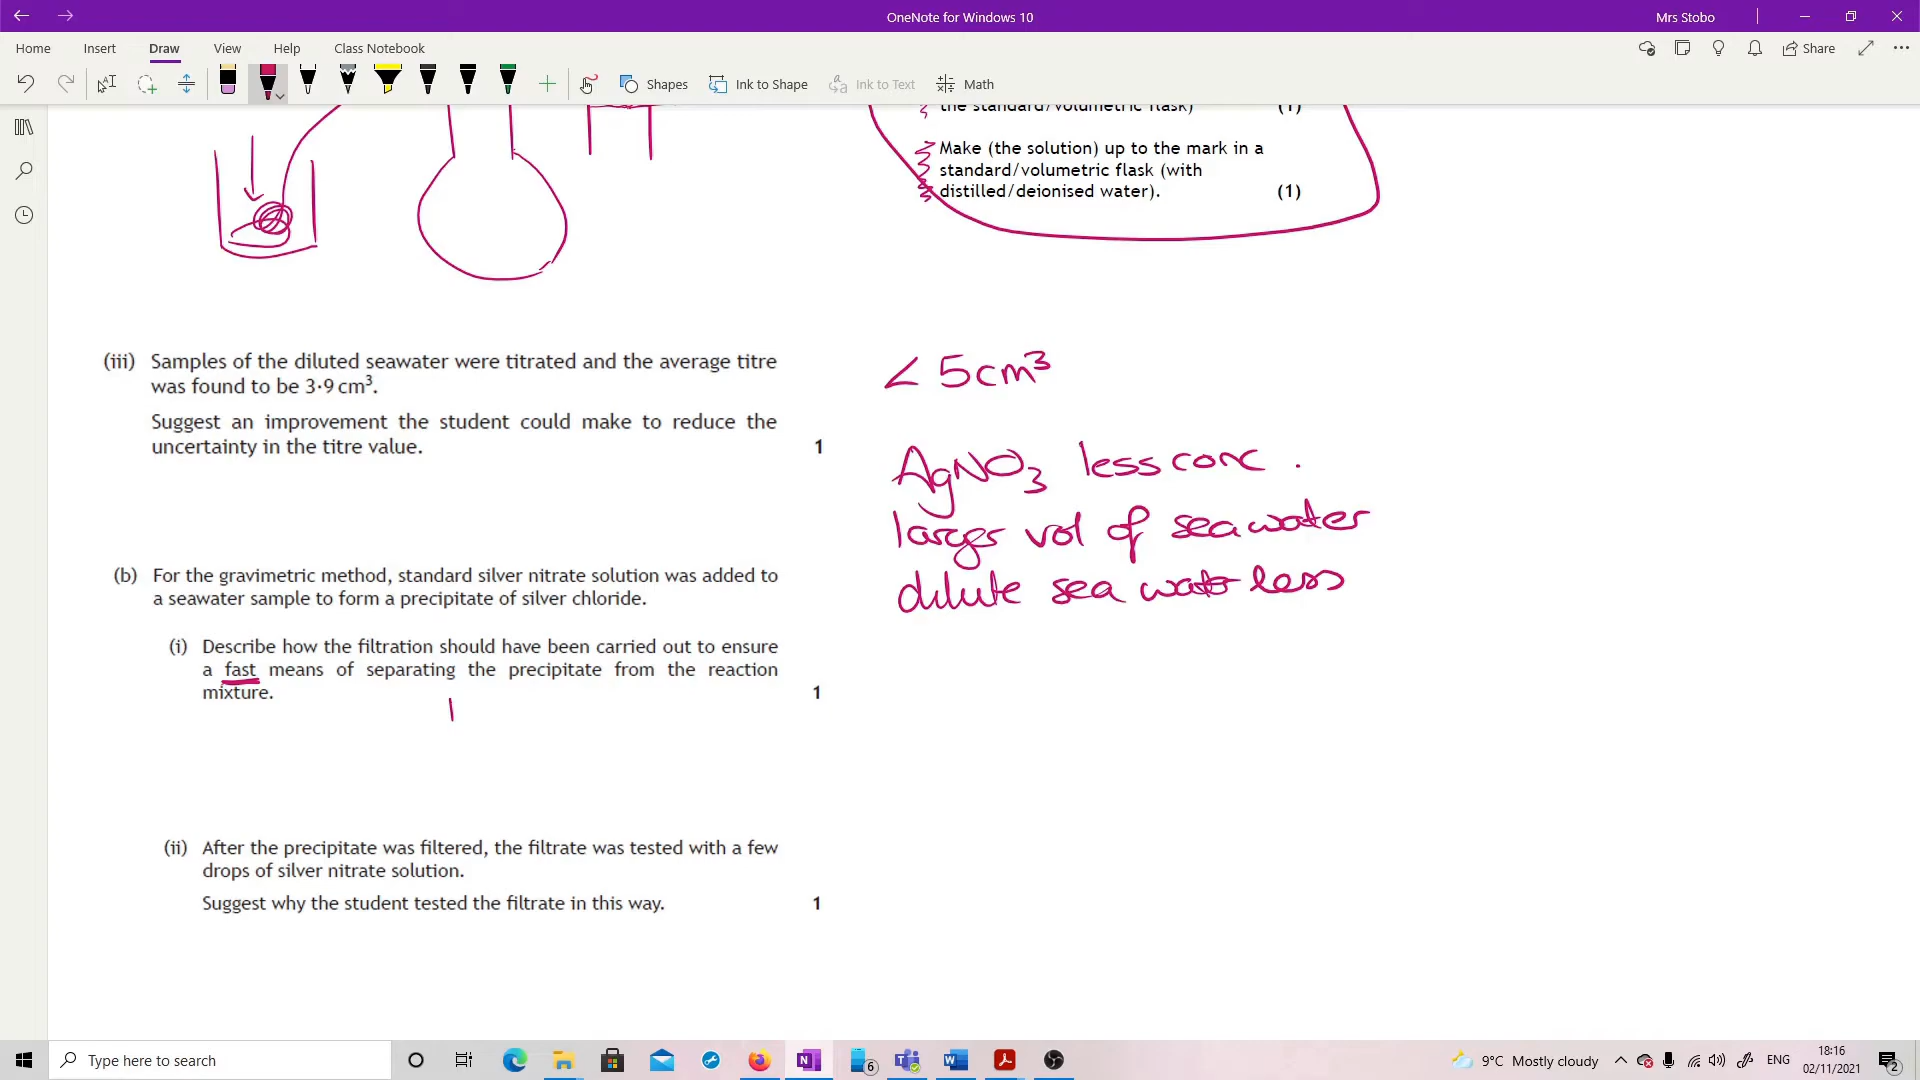 OneNote for Windows 10
Mrs Stobo
Home Insert Draw View Help Class Notebook
Share
Shapes Ink to Shape Ink to Text Math
the standard/volumetric flask) (1)
Make (the solution) up to the mark in a
standard/volumetric flask (with
distilled/deionised water). (1)
(iii) Samples of the diluted seawater were titrated and the average titre
was found to be 3·9 cm³.
Suggest an improvement the student could make to reduce the
uncertainty in the titre value. 1
< 5cm³
AgNO₃ less conc.
larger vol of seawater
dilute sea water less
(b) For the gravimetric method, standard silver nitrate solution was added to
a seawater sample to form a precipitate of silver chloride.
(i) Describe how the filtration should have been carried out to ensure
a fast means of separating the precipitate from the reaction
mixture. 1
(ii) After the precipitate was filtered, the filtrate was tested with a few
drops of silver nitrate solution.
Suggest why the student tested the filtrate in this way. 1
Type here to search
6
9°C Mostly cloudy
ENG
18:16
02/11/2021
2